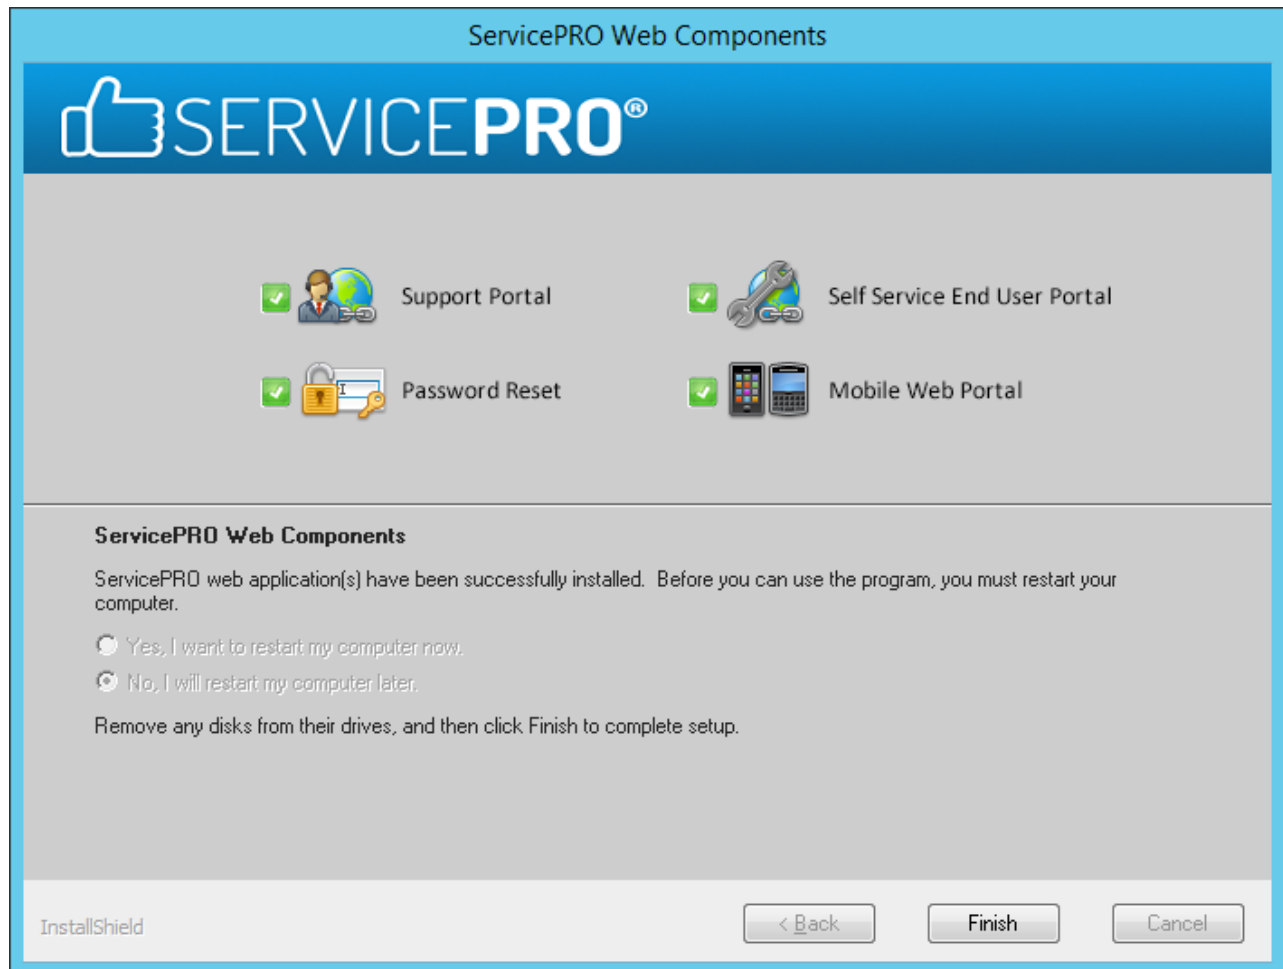 ServicePRO Web Components
SERVICEPRO®
Support Portal
Self Service End User Portal
Password Reset
Mobile Web Portal
ServicePRO Web Components
ServicePRO web application(s) have been successfully installed.  Before you can use the program, you must restart your
computer.
Yes, I want to restart my computer now.
No, I will restart my computer later.
Remove any disks from their drives, and then click Finish to complete setup.
InstallShield
< Back
Finish
Cancel